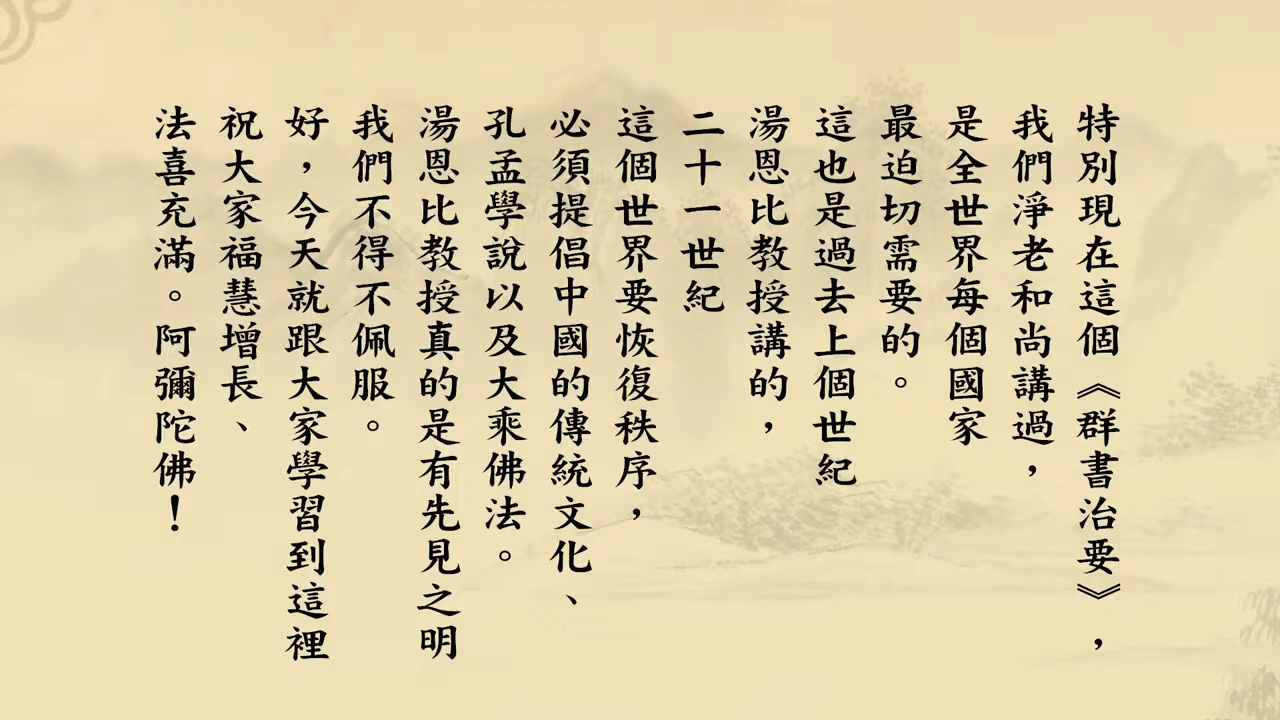 特別現在這個《群書治要》，
我們淨老和尚講過，
是全世界每個國家
最迫切需要的。
這也是過去上個世紀
湯恩比教授講的，
二十一世紀
這個世界要恢復秩序，
必須提倡中國的傳統文化、
孔孟學說以及大乘佛法。
湯恩比教授真的是有先見之明
我們不得不佩服。
好，今天就跟大家學習到這裡
祝大家福慧增長、
法喜充滿。阿彌陀佛！